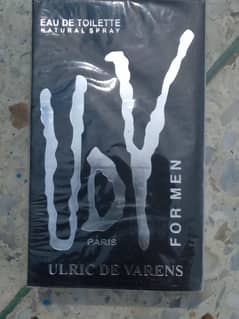 EAU DE TOILETTE
NATURAL SPRAY
UDV
PARIS
FOR MEN
ULRIC DE VARENS